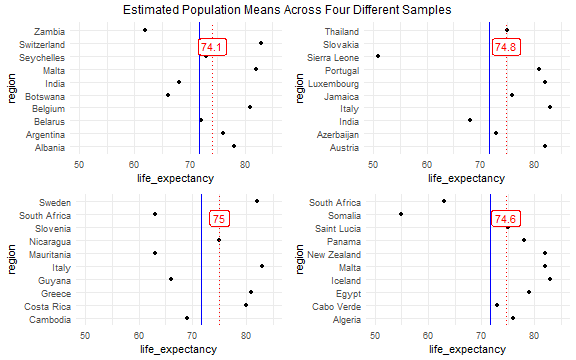 Estimated Population Means Across Four Different Samples
region
Zambia
Switzerland
Seychelles
Malta
India
Botswana
Belgium
Belarus
Argentina
Albania
74.1
50 60 70 80
life_expectancy
region
Thailand
Slovakia
Sierra Leone
Portugal
Luxembourg
Jamaica
Italy
India
Azerbaijan
Austria
74.8
50 60 70 80
life_expectancy
region
Sweden
South Africa
Slovenia
Nicaragua
Mauritania
Italy
Guyana
Greece
Costa Rica
Cambodia
75
50 60 70 80
life_expectancy
region
South Africa
Somalia
Saint Lucia
Panama
New Zealand
Malta
Iceland
Egypt
Cabo Verde
Algeria
74.6
50 60 70 80
life_expectancy